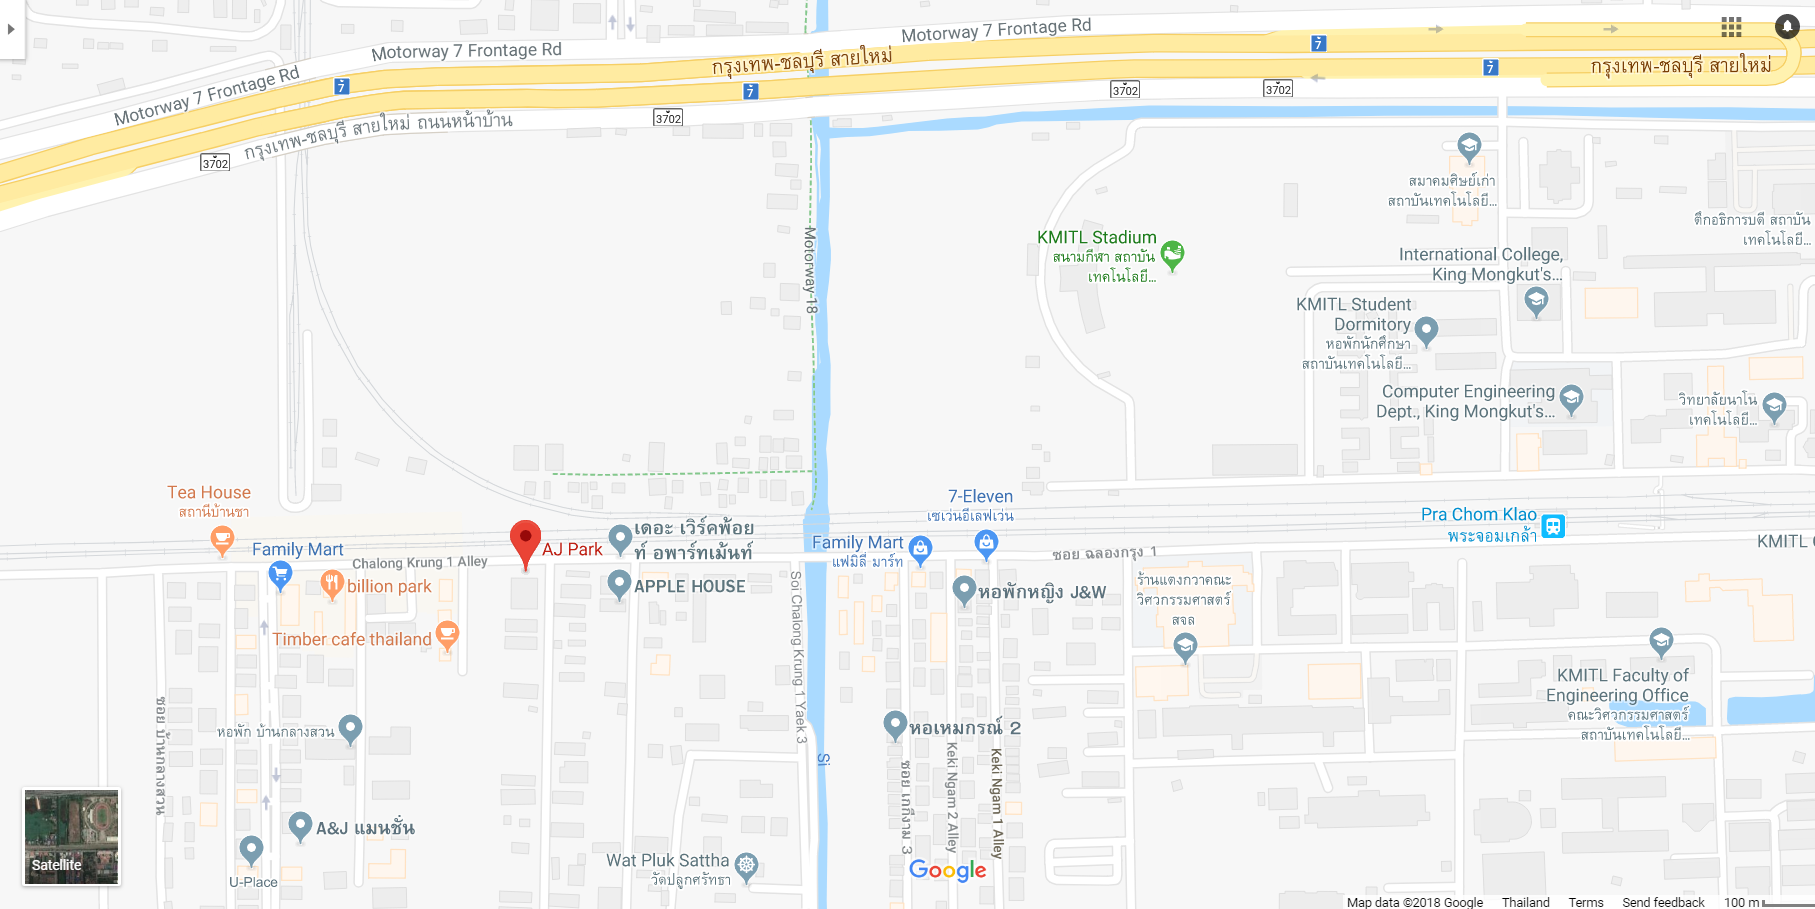 Motorway 7 Frontage Rd
Motorway 7 Frontage Rd
Motorway 7 Frontage Rd
7
7
7
7
กรุงเทพ-ชลบุรี สายใหม่
กรุงเทพ-ชลบุรี สายใหม่
กรุงเทพ-ชลบุรี สายใหม่ ถนนหน้าบ้าน
3702
3702
3702
3702
Motorway-18
สมาคมศิษย์เก่า
สถาบันเทคโนโลยี...
ตึกอธิการบดี สถาบัน
เทคโนโลยี...
KMITL Stadium
สนามกีฬา สถาบัน
เทคโนโลยี...
International College,
King Mongkut's...
KMITL Student
Dormitory
หอพักนักศึกษา
สถาบันเทคโนโลยี...
Computer Engineering
Dept., King Mongkut's...
วิทยาลัยนาโน
เทคโนโลยี...
Tea House
สถานีบ้านชา
7-Eleven
เซเว่นอีเลฟเว่น
Pra Chom Klao
พระจอมเกล้า
KMITL
Family Mart
Chalong Krung 1 Alley
AJ Park
เดอะ เวิร์คพ้อย
ท์ อพาร์ทเม้นท์
Family Mart
แฟมิลี่ มาร์ท
ซอย ฉลองกรุง 1
billion park
APPLE HOUSE
หอพักหญิง J&W
ร้านแตงกวาคณะ
วิศวกรรมศาสตร์
สจล
Timber cafe thailand
Soi Chalong Krung 1 Yaek 3
KMITL Faculty of
Engineering Office
คณะวิศวกรรมศาสตร์
สถาบันเทคโนโลยี...
ซอย บ้านกลางสวน
หอพัก บ้านกลางสวน
หอเหมกรณ์ 2
Si
ซอย เกกีงาม 3
Keki Ngam 2 Alley
Keki Ngam 1 Alley
A&J แมนชั่น
U-Place
Wat Pluk Sattha
วัดปลูกศรัทธา
Satellite
Google
Map data ©2018 Google
Thailand
Terms
Send feedback
100 m